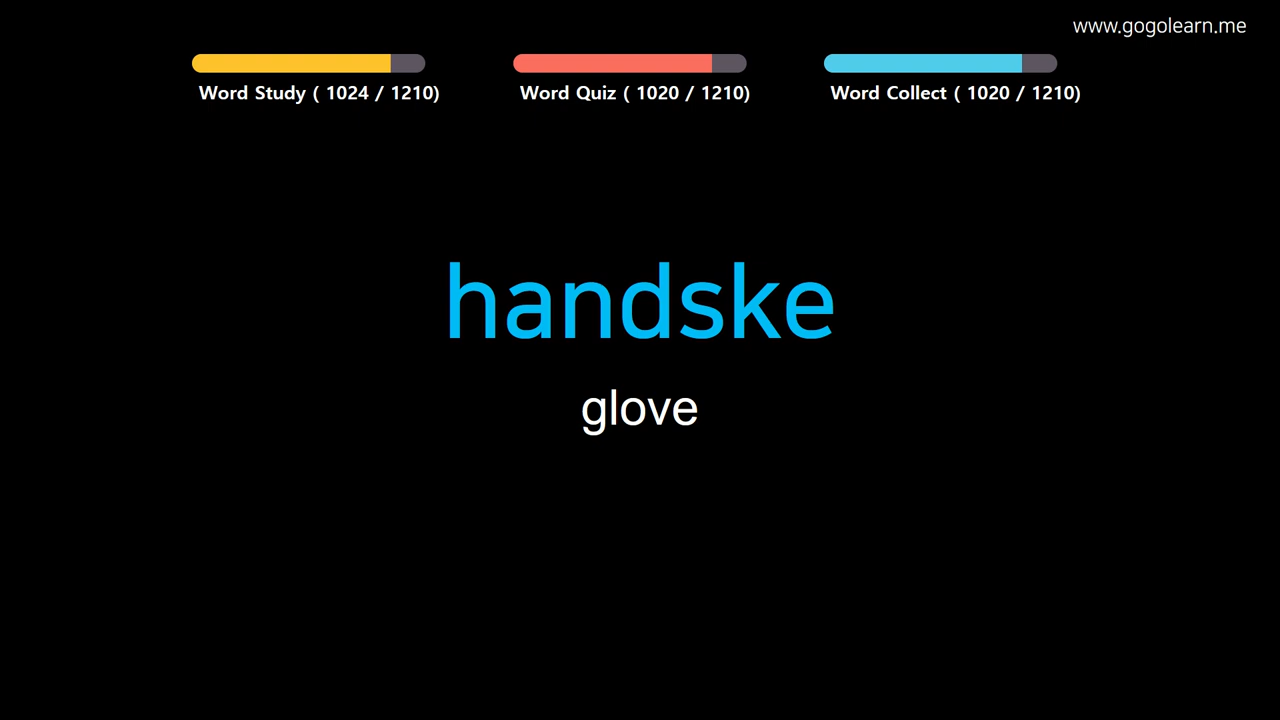 www.gogolearn.me
Word Study ( 1024 / 1210)
Word Quiz ( 1020 / 1210)
Word Collect ( 1020 / 1210)
handske
glove